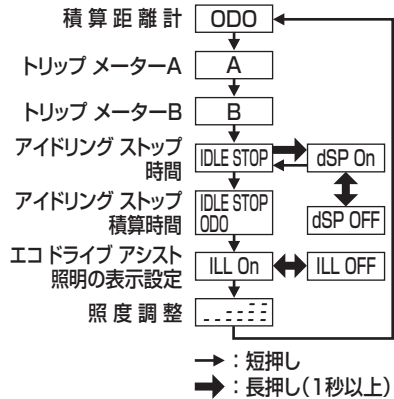 積算距離計 ODO
トリップ メーターA A
トリップ メーターB B
アイドリング ストップ
時間
IDLE STOP dSP On
アイドリング ストップ
積算時間
IDLE STOP
ODO
dSP OFF
エコ ドライブ アシスト
照明の表示設定
ILL On ILL OFF
照度調整
：短押し
：長押し（1秒以上）